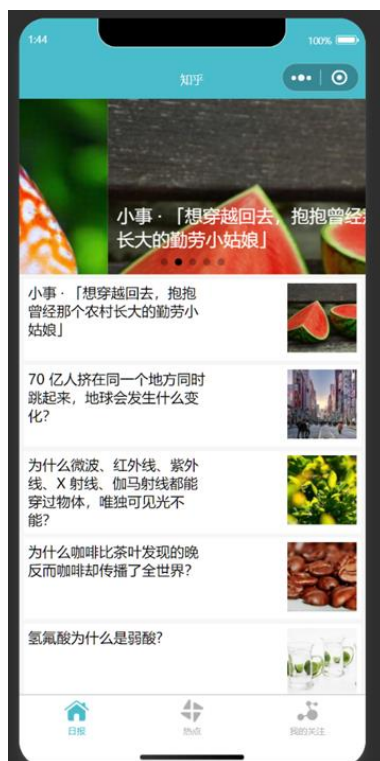 1:44
100%
知乎
小事·「想穿越回去，抱抱曾经
长大的勤劳小姑娘」
小事·「想穿越回去，抱抱
曾经那个农村长大的勤劳小
姑娘」
70 亿人挤在同一个地方同时
跳起来，地球会发生什么变
化？
为什么微波、红外线、紫外
线、X 射线、伽马射线都能
穿过物体，唯独可见光不
能？
为什么咖啡比茶叶发现的晚
反而咖啡却传播了全世界？
氢氟酸为什么是弱酸？
日报
热点
我的关注